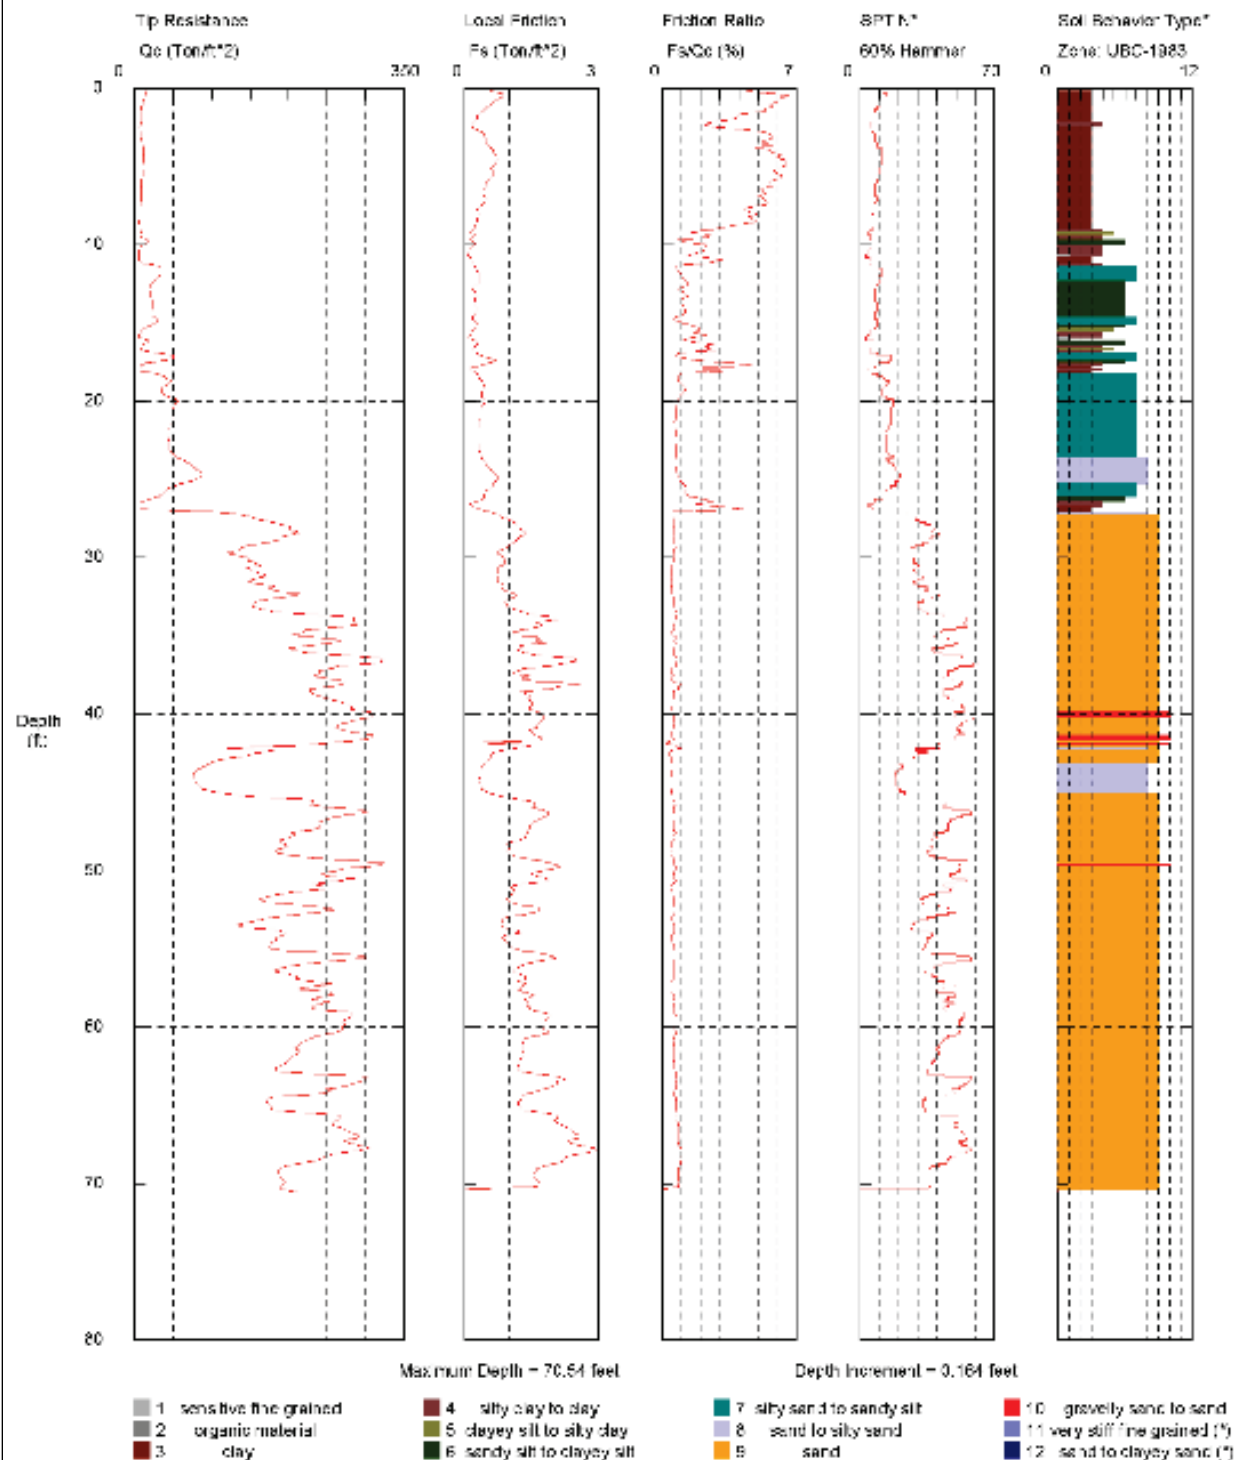 Tip Resistance Local Friction Friction Ratio SPT N* Soil Behavior Type*
Qc (Ton/ft^2) Fs (Ton/ft^2) Fs/Qc (%) 60% Hammer Zone: UBC-1983
0 350 0 3 0 7 0 70 0 12
0
10
20
30
40
Depth
(ft)
50
60
70
80
Maximum Depth = 70.54 feet Depth Increment = 0.164 feet
1 sensitive fine grained 4 silty clay to clay 7 silty sand to sandy silt 10 gravelly sand to sand
2 organic material 5 clayey silt to silty clay 8 sand to silty sand 11 very stiff fine grained (*)
3 clay 6 sandy silt to clayey silt 9 sand 12 sand to clayey sand (*)